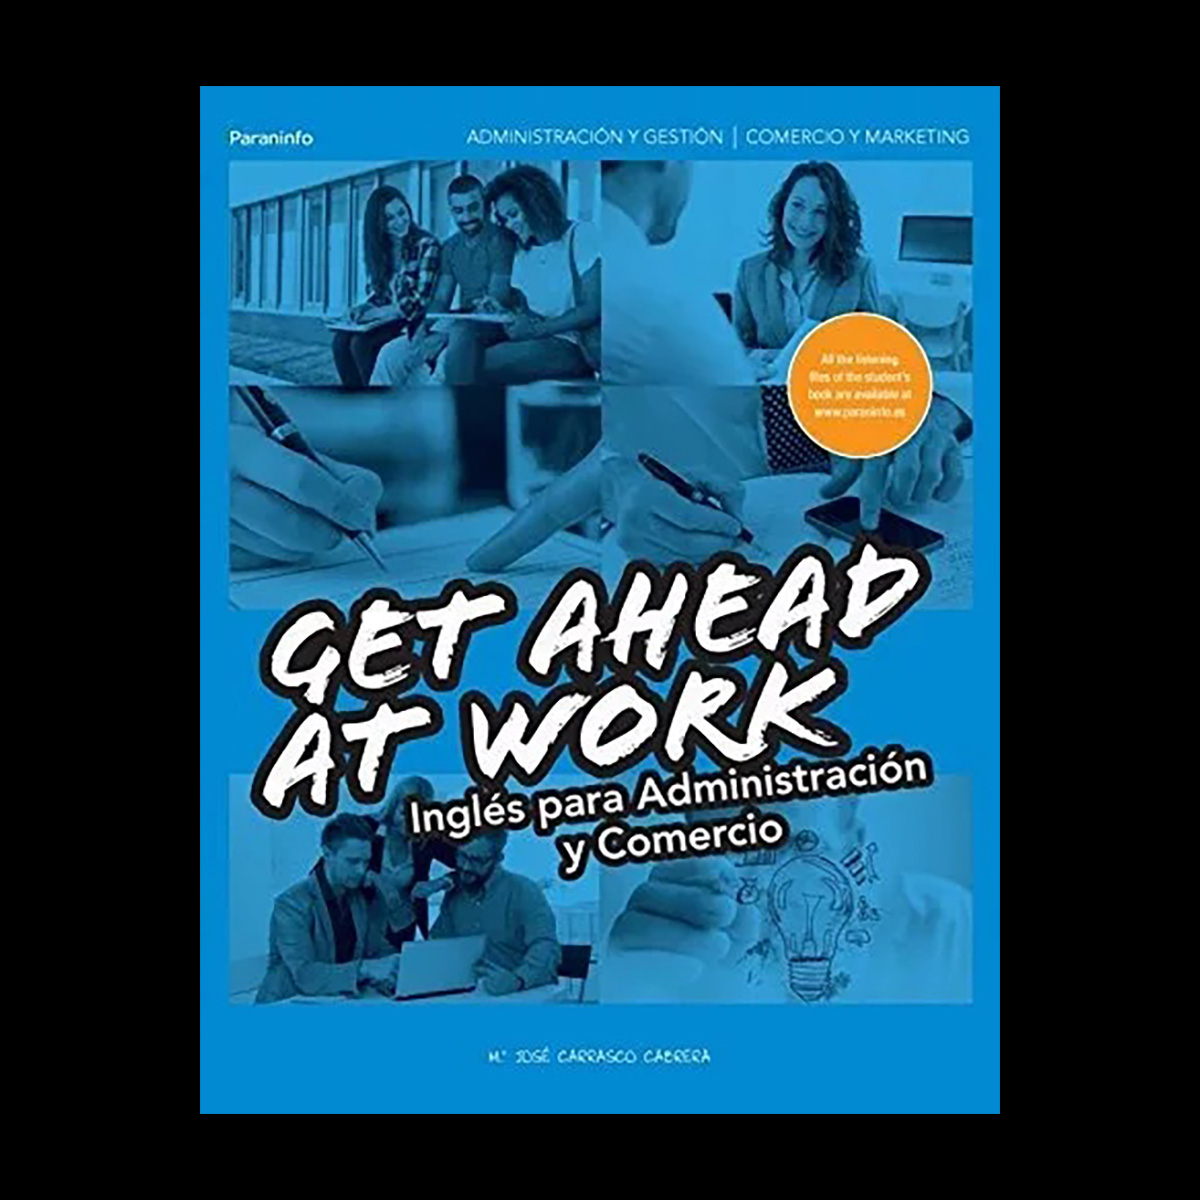 Paraninfo
ADMINISTRACIÓN Y GESTIÓN | COMERCIO Y MARKETING
All the listening
files of the student's
book are available at
www.paraninfo.es
GET AHEAD
AT WORK
Inglés para Administración
y Comercio
M.ª JOSÉ CARRASCO CABRERA